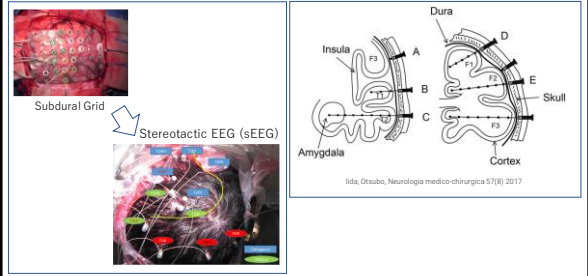 Subdural Grid
Stereotactic EEG (sEEG)
Dura
Insula
F3
A
D
F1
B
F2
E
T1
Skull
C
F3
Amygdala
Cortex
Iida, Otsubo, Neurologia medico-chirurgica 57(8) 2017